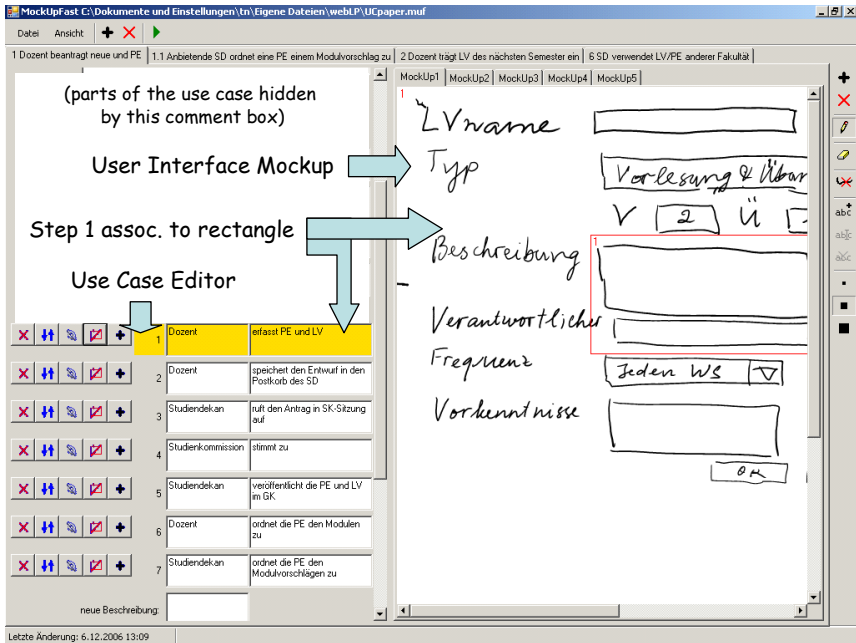 MockUpFast C:\Dokumente und Einstellungen\tn\Eigene Dateien\webLP\UCpaper.muf
Datei Ansicht
1 Dozent beantragt neue und PE 1.1 Anbietende SD ordnet eine PE einem Modulvorschlag zu 2 Dozent trägt LV des nächsten Semester ein 6 SD verwendet LV/PE anderer Fakultät
MockUp1 MockUp2 MockUp3 MockUp4 MockUp5
(parts of the use case hidden
by this comment box)
User Interface Mockup
Step 1 assoc. to rectangle
Use Case Editor
1 Dozent erfasst PE und LV
2 Dozent speichert den Entwurf in den
Postkorb des SD
3 Studiendekan ruft den Antrag in SK-Sitzung
auf
4 Studienkommission stimmt zu
5 Studiendekan veröffentlicht die PE und LV
im GK
6 Dozent ordnet die PE den Modulen
zu
7 Studiendekan ordnet die PE den
Modulvorschlägen zu
neue Beschreibung:
1
LVname
Typ Vorlesung & Übun
V 2 Ü
1
Beschreibung
Verantwortlicher
Frequenz Jeden WS
Vorkenntnisse
OK
abc
abc
abc
Letzte Änderung: 6.12.2006 13:09